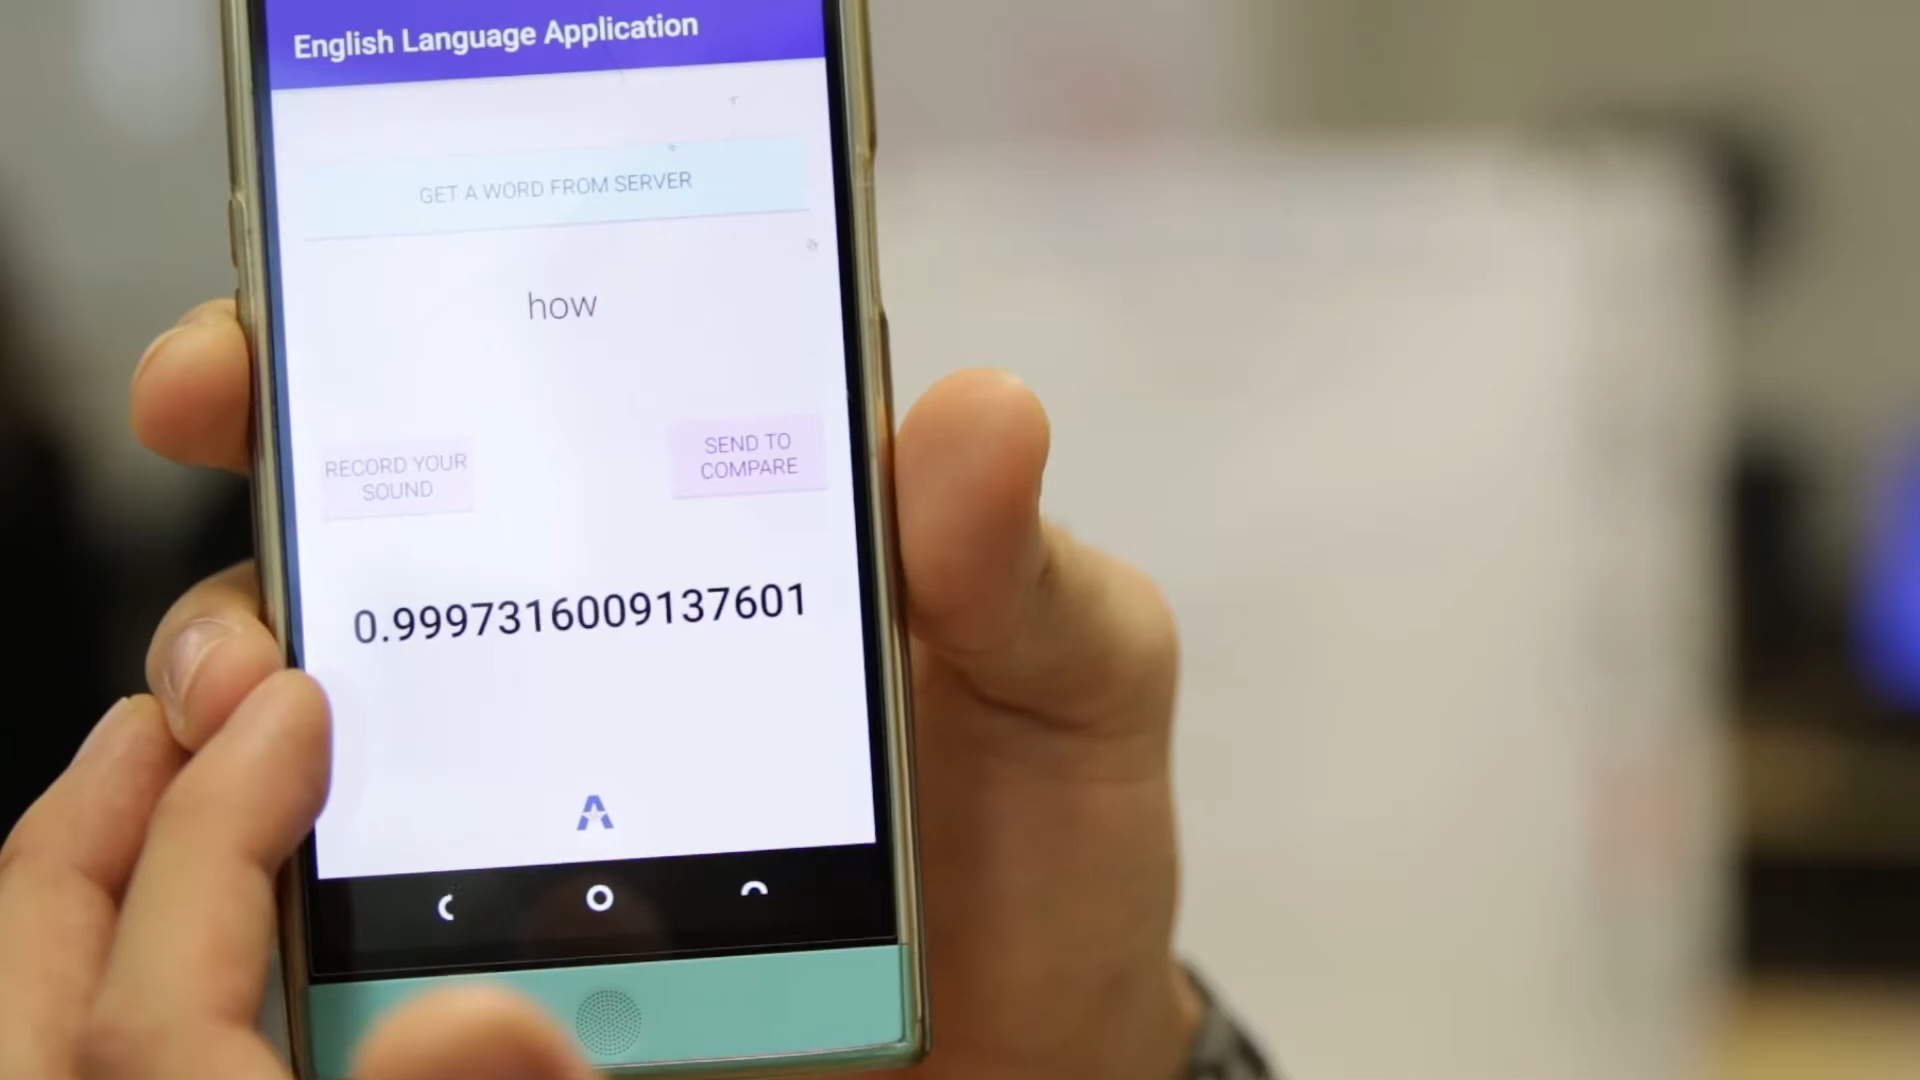 English Language Application
GET A WORD FROM SERVER
how
RECORD YOUR
SOUND
SEND TO
COMPARE
0.9997316009137601